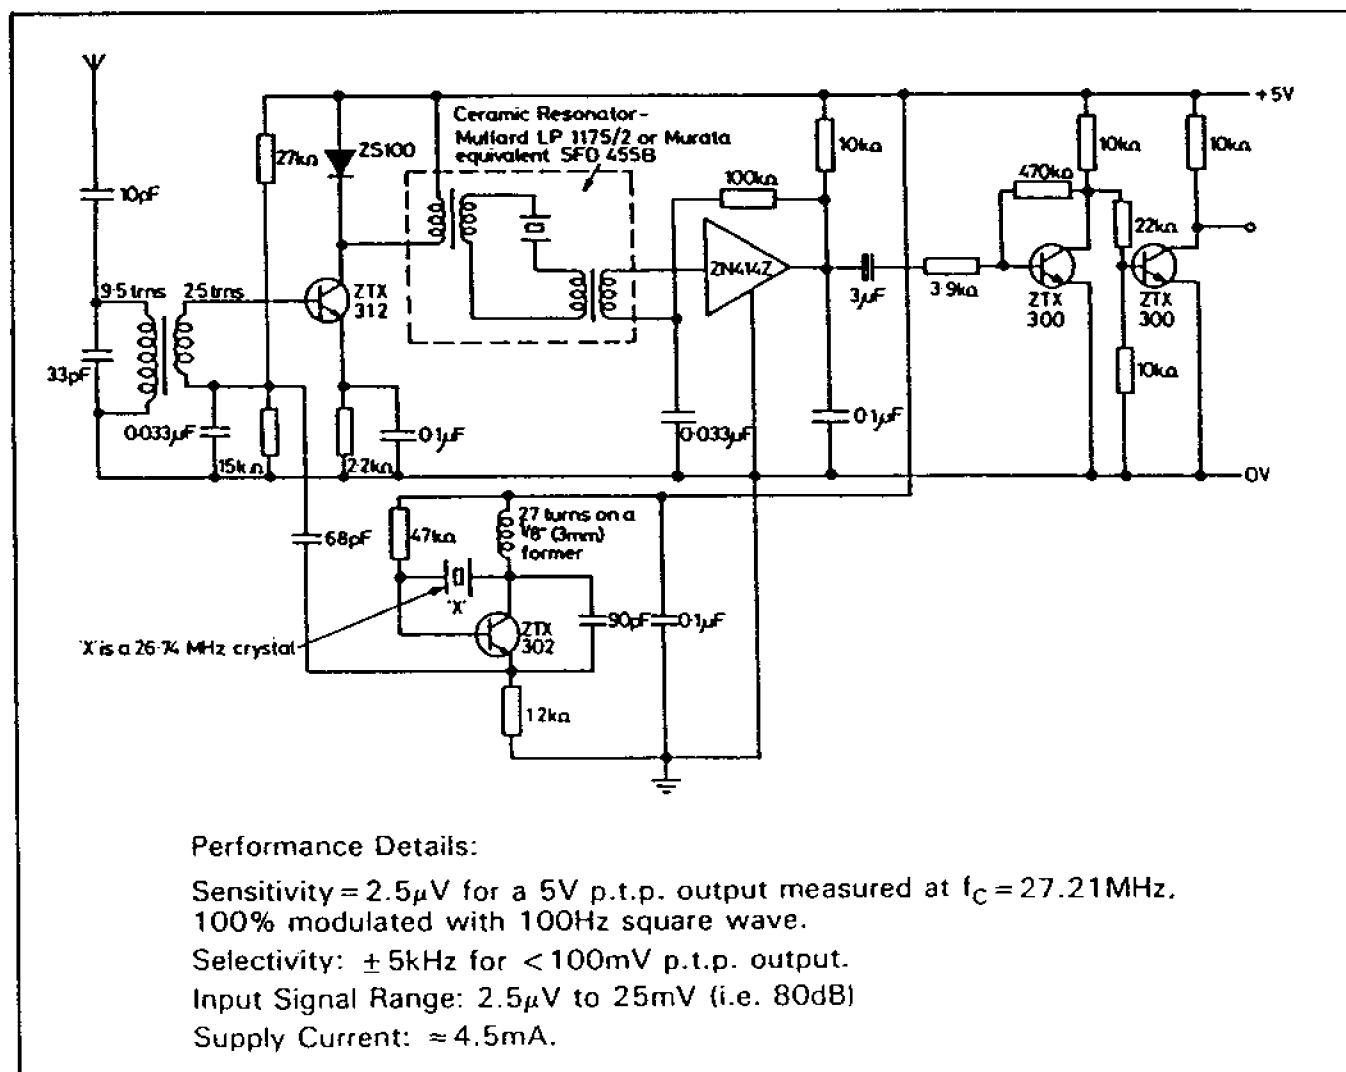 +5V
Ceramic Resonator-
Mullard LP 1175/2 or Murata
equivalent SFD 455B
27kΩ
ZS100
10kΩ
10kΩ
10kΩ
10pF
100kΩ
470kΩ
22kΩ
ZN414Z
9·5 trns
2·5 trns
ZTX
312
3µF
3·9kΩ
ZTX
300
ZTX
300
33pF
10kΩ
0·033µF
0·1µF
0·033µF
0·1µF
15kΩ
2·2kΩ
0V
68pF
47kΩ
27 turns on a
1/8" (3mm)
former
'X'
ZTX
302
90pF
0·1µF
'X' is a 26·74 MHz crystal
1·2kΩ
Performance Details:
Sensitivity = 2.5µV for a 5V p.t.p. output measured at fc = 27.21MHz.
100% modulated with 100Hz square wave.
Selectivity: ± 5kHz for < 100mV p.t.p. output.
Input Signal Range: 2.5µV to 25mV (i.e. 80dB)
Supply Current: ≈ 4.5mA.